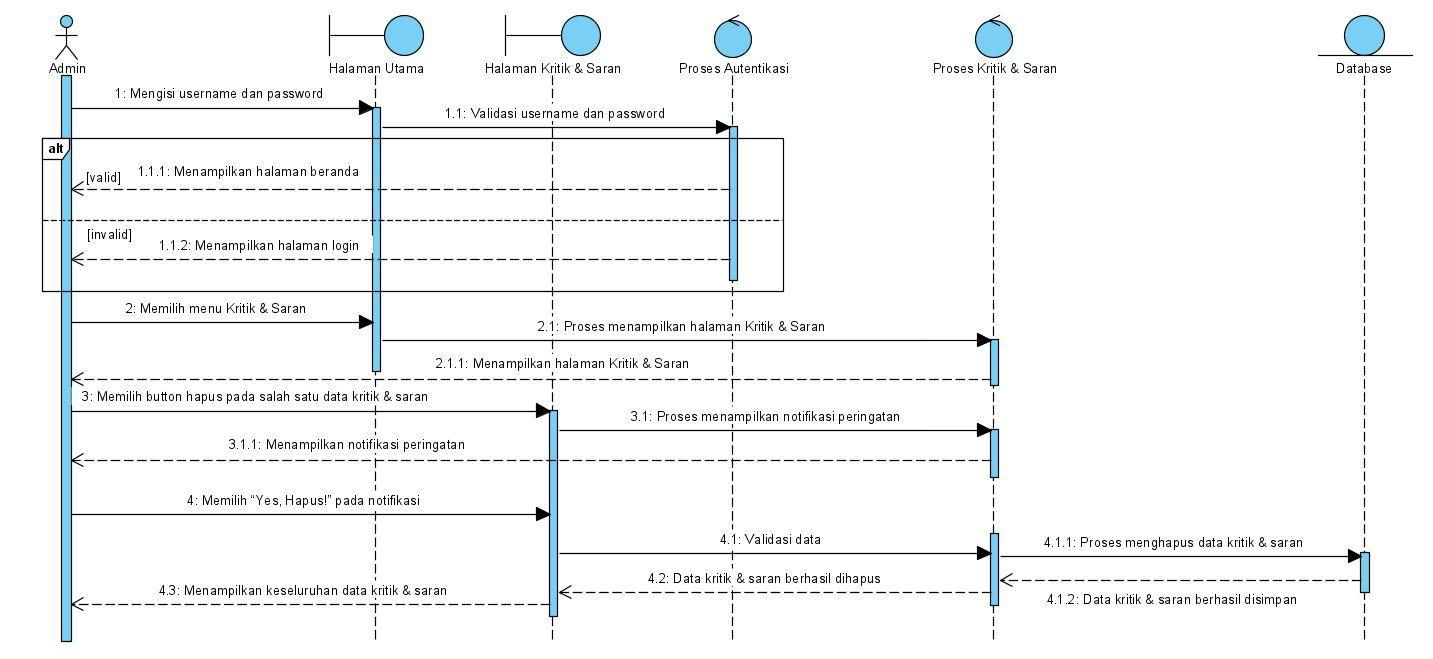 Admin
Halaman Utama
Halaman Kritik & Saran
Proses Autentikasi
Proses Kritik & Saran
Database
1: Mengisi username dan password
1.1: Validasi username dan password
alt
1.1.1: Menampilkan halaman beranda
[valid]
[invalid]
1.1.2: Menampilkan halaman login
2: Memilih menu Kritik & Saran
2.1: Proses menampilkan halaman Kritik & Saran
2.1.1: Menampilkan halaman Kritik & Saran
3: Memilih button hapus pada salah satu data kritik & saran
3.1: Proses menampilkan notifikasi peringatan
3.1.1: Menampilkan notifikasi peringatan
4: Memilih “Yes, Hapus!” pada notifikasi
4.1: Validasi data
4.1.1: Proses menghapus data kritik & saran
4.2: Data kritik & saran berhasil dihapus
4.3: Menampilkan keseluruhan data kritik & saran
4.1.2: Data kritik & saran berhasil disimpan